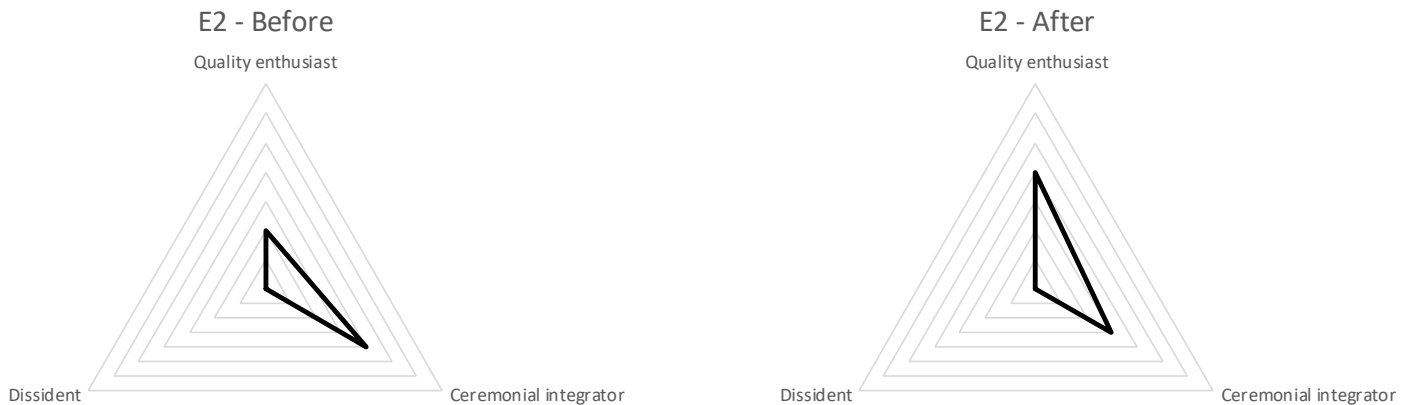 E2 - Before
Quality enthusiast
Dissident
Ceremonial integrator
E2 - After
Quality enthusiast
Dissident
Ceremonial integrator